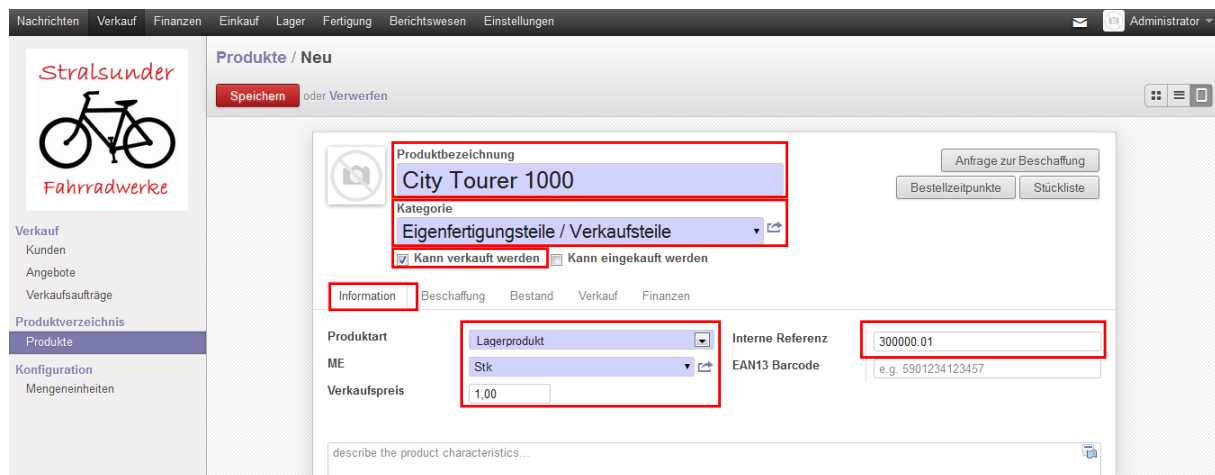 Nachrichten Verkauf Finanzen Einkauf Lager Fertigung Berichtswesen Einstellungen Administrator
Stralsunder
Fahrradwerke
Verkauf
Kunden
Angebote
Verkaufsaufträge
Produktverzeichnis
Produkte
Konfiguration
Mengeneinheiten
Produkte / Neu
Speichern oder Verwerfen
Produktbezeichnung
City Tourer 1000
Kategorie
Eigenfertigungsteile / Verkaufsteile
Kann verkauft werden Kann eingekauft werden
Anfrage zur Beschaffung
Bestellzeitpunkte Stückliste
Information Beschaffung Bestand Verkauf Finanzen
Produktart Lagerprodukt Interne Referenz 300000.01
ME Stk EAN13 Barcode e.g. 5901234123457
Verkaufspreis 1,00
describe the product characteristics...